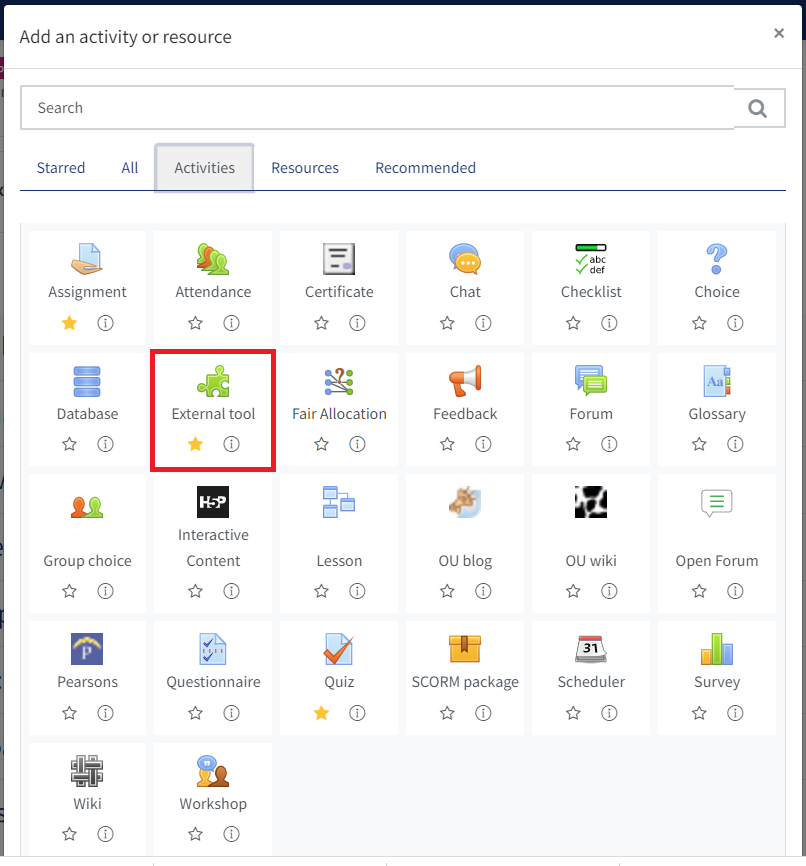 Add an activity or resource
×
Search
Starred All Activities Resources Recommended
abc
def
Assignment Attendance Certificate Chat Checklist Choice
Aa
Database External tool Fair Allocation Feedback Forum Glossary
H5P
Interactive
Group choice Content Lesson OU blog OU wiki Open Forum
P
31
Pearsons Questionnaire Quiz SCORM package Scheduler Survey
Wiki Workshop